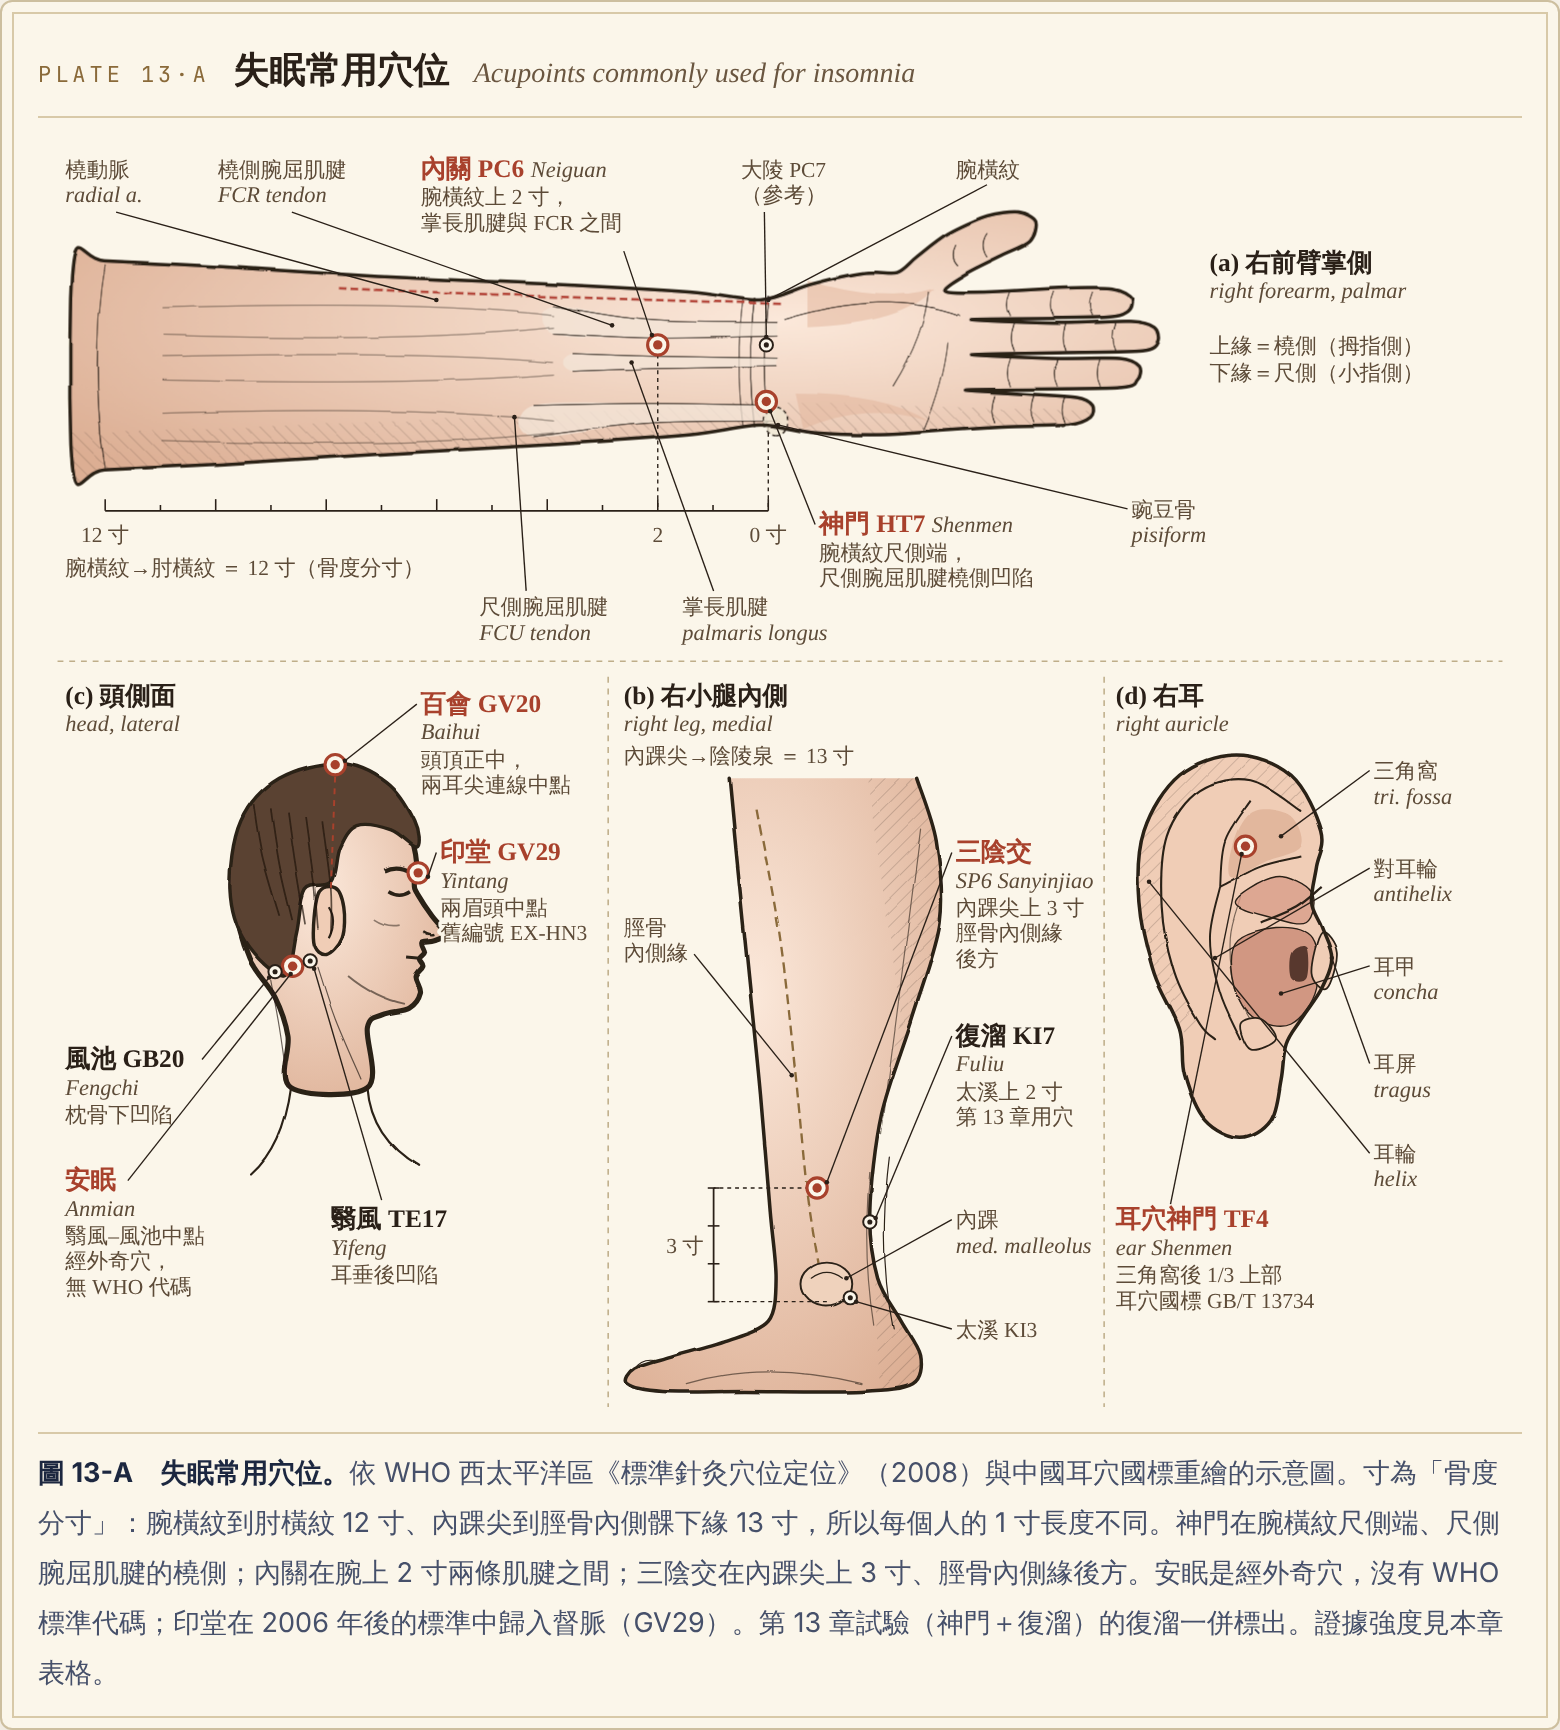 PLATE 13·A 失眠常用穴位 Acupoints commonly used for insomnia
橈動脈
radial a.
橈側腕屈肌腱
FCR tendon
內關 PC6 Neiguan
腕橫紋上 2 寸，
掌長肌腱與 FCR 之間
大陵 PC7
（參考）
腕橫紋
(a) 右前臂掌側
right forearm, palmar
上緣＝橈側（拇指側）
下緣＝尺側（小指側）
12 寸
2
0 寸
腕橫紋→肘橫紋 ＝ 12 寸（骨度分寸）
神門 HT7 Shenmen
腕橫紋尺側端，
尺側腕屈肌腱橈側凹陷
豌豆骨
pisiform
尺側腕屈肌腱
FCU tendon
掌長肌腱
palmaris longus
(c) 頭側面
head, lateral
百會 GV20
Baihui
頭頂正中，
兩耳尖連線中點
印堂 GV29
Yintang
兩眉頭中點
舊編號 EX-HN3
風池 GB20
Fengchi
枕骨下凹陷
安眠
Anmian
翳風–風池中點
經外奇穴，
無 WHO 代碼
翳風 TE17
Yifeng
耳垂後凹陷
(b) 右小腿內側
right leg, medial
內踝尖→陰陵泉 ＝ 13 寸
脛骨
內側緣
三陰交
SP6 Sanyinjiao
內踝尖上 3 寸
脛骨內側緣
後方
復溜 KI7
Fuliu
太溪上 2 寸
第 13 章用穴
3 寸
內踝
med. malleolus
太溪 KI3
(d) 右耳
right auricle
三角窩
tri. fossa
對耳輪
antihelix
耳甲
concha
耳屏
tragus
耳輪
helix
耳穴神門 TF4
ear Shenmen
三角窩後 1/3 上部
耳穴國標 GB/T 13734
圖 13-A　失眠常用穴位。依 WHO 西太平洋區《標準針灸穴位定位》（2008）與中國耳穴國標重繪的示意圖。寸為「骨度
分寸」：腕橫紋到肘橫紋 12 寸、內踝尖到脛骨內側髁下緣 13 寸，所以每個人的 1 寸長度不同。神門在腕橫紋尺側端、尺側
腕屈肌腱的橈側；內關在腕上 2 寸兩條肌腱之間；三陰交在內踝尖上 3 寸、脛骨內側緣後方。安眠是經外奇穴，沒有 WHO
標準代碼；印堂在 2006 年後的標準中歸入督脈（GV29）。第 13 章試驗（神門＋復溜）的復溜一併標出。證據強度見本章
表格。